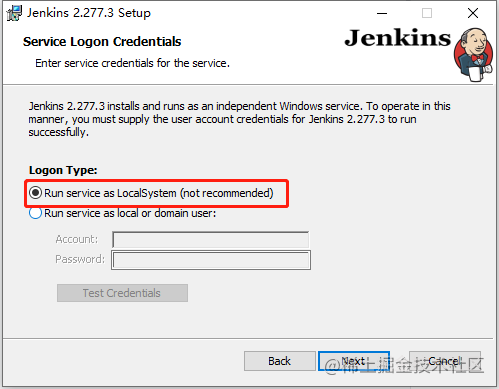 Jenkins 2.277.3 Setup
Service Logon Credentials
Enter service credentials for the service.
Jenkins
Jenkins 2.277.3 installs and runs as an independent Windows service. To operate in this
manner, you must supply the user account credentials for Jenkins 2.277.3 to run
successfully.
Logon Type:
Run service as LocalSystem (not recommended)
Run service as local or domain user:
Account:
Password:
Test Credentials
Back
Next
Cancel
@稀土掘金技术社区